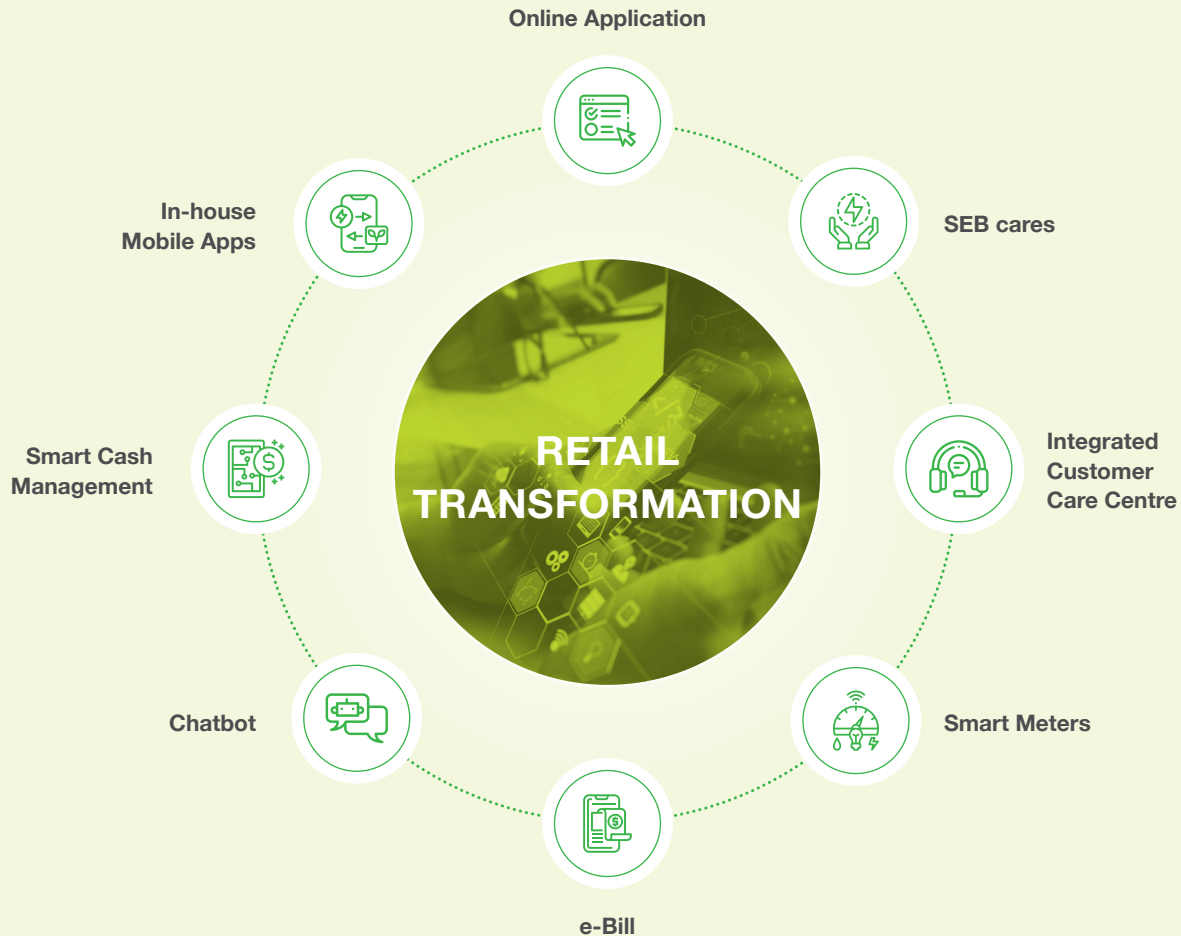 Online Application
In-house
Mobile Apps
SEB cares
RETAIL
TRANSFORMATION
Smart Cash
Management
Integrated
Customer
Care Centre
Chatbot
Smart Meters
e-Bill